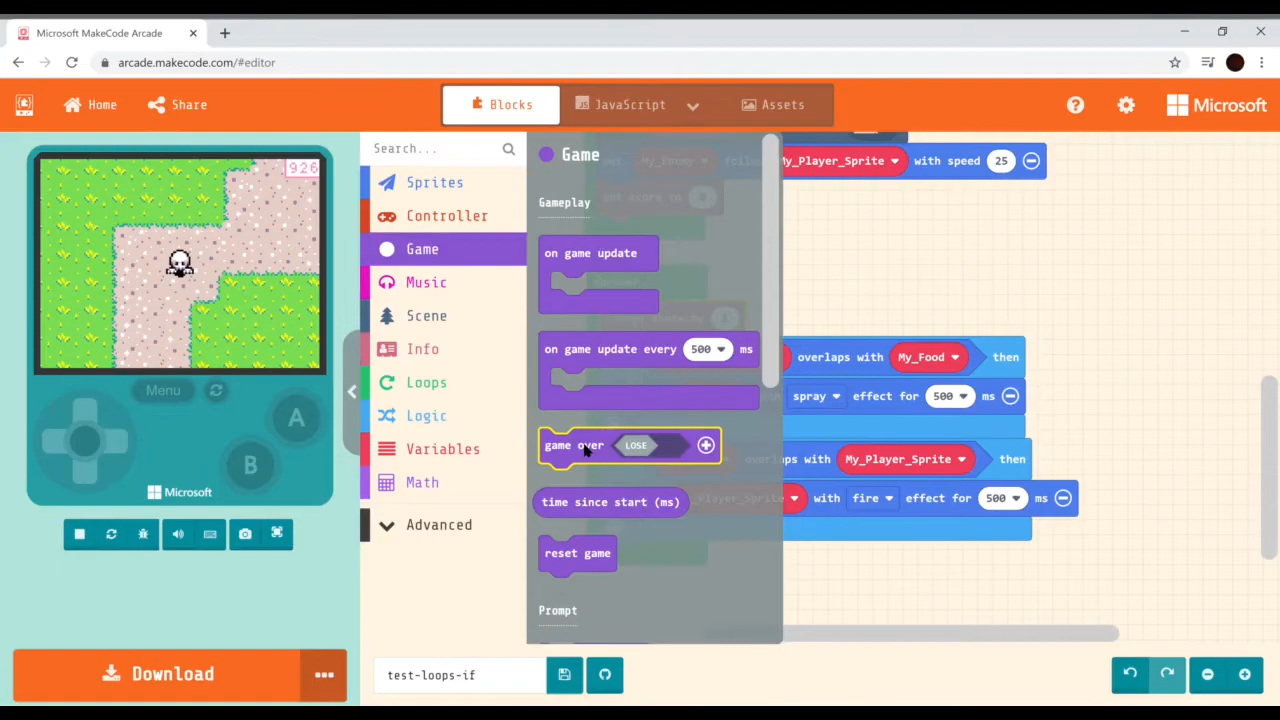 Microsoft MakeCode Arcade
arcade.makecode.com/#editor
Home
Share
Blocks
JavaScript
Assets
Microsoft
926
Menu
A
B
Microsoft
Download
Search...
Sprites
Controller
Game
Music
Scene
Info
Loops
Logic
Variables
Math
Advanced
Game
Gameplay
on game update
on game update every 500 ms
game over LOSE
time since start (ms)
reset game
Prompt
My_Player_Sprite with speed 25
overlaps with My_Food then
spray effect for 500 ms
overlaps with My_Player_Sprite then
with fire effect for 500 ms
test-loops-if